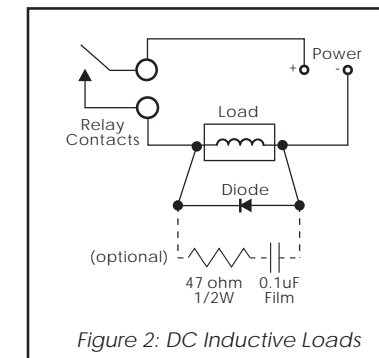 Power
+ -
Load
Relay
Contacts
Diode
(optional)
47 ohm
1/2W
0.1uF
Film
Figure 2: DC Inductive Loads